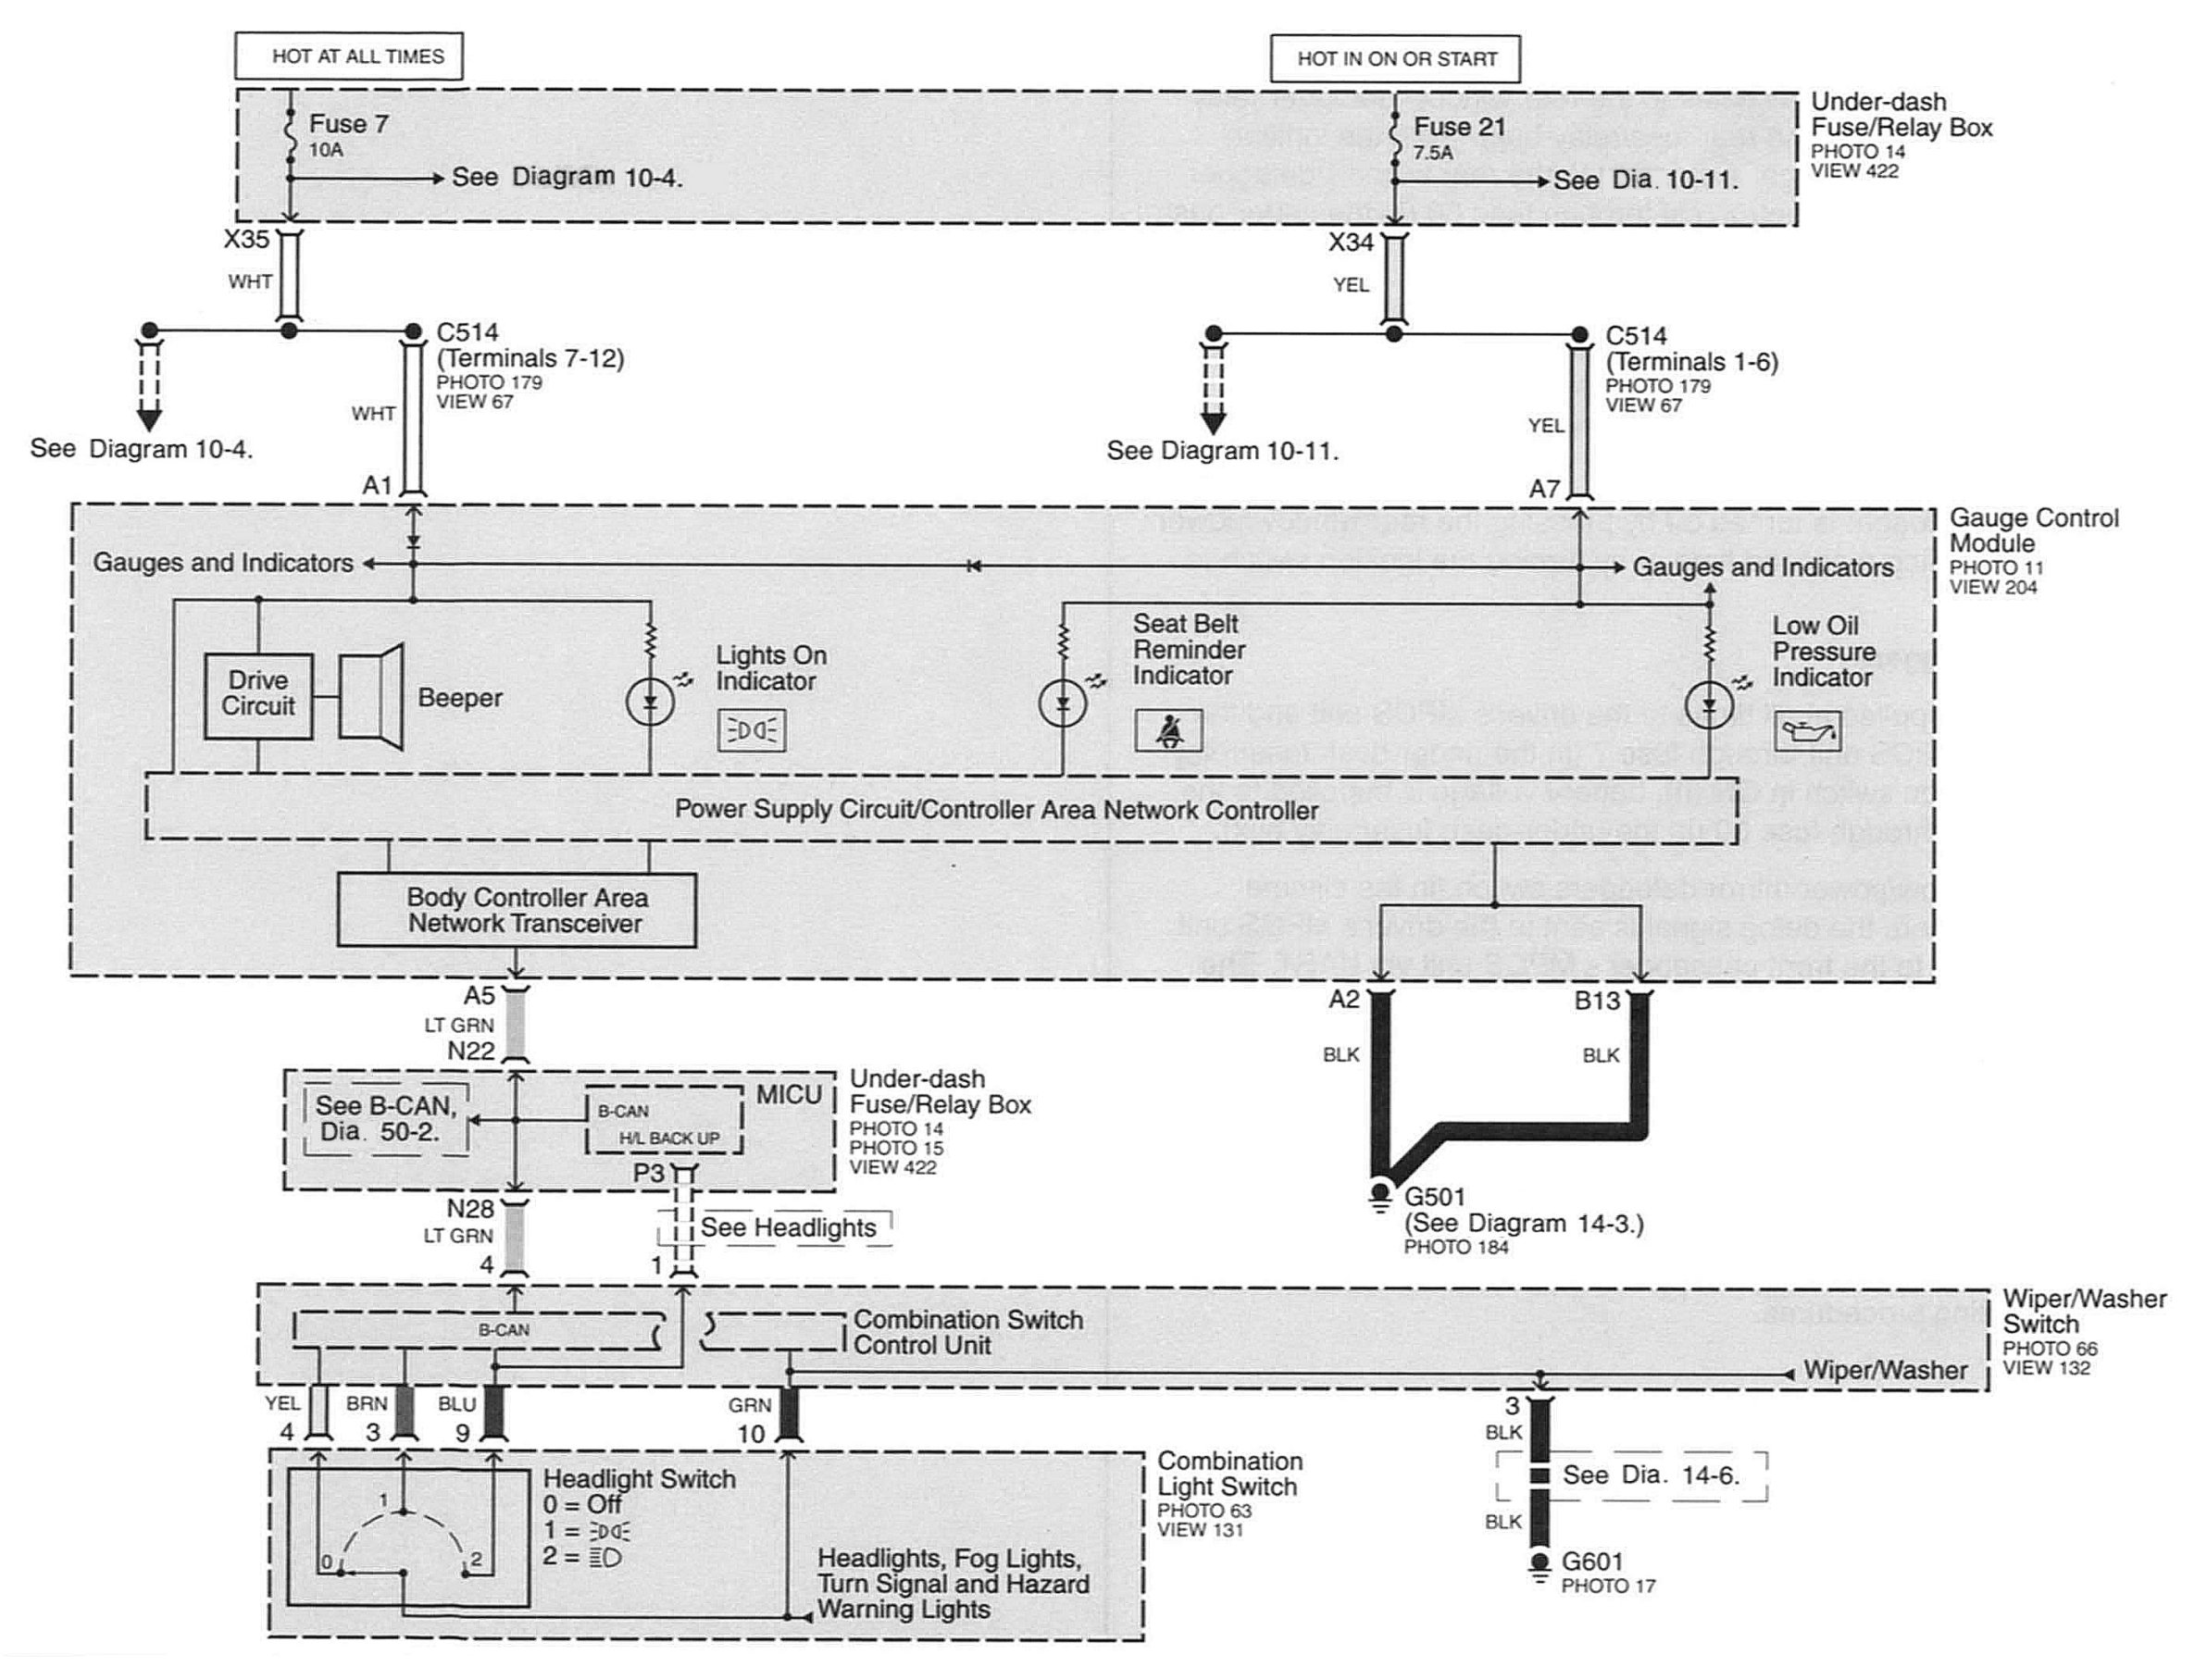 HOT AT ALL TIMES
HOT IN ON OR START
Fuse 7
10A
See Diagram 10-4.
Fuse 21
7.5A
See Dia. 10-11.
Under-dash
Fuse/Relay Box
PHOTO 14
VIEW 422
X35
WHT
X34
YEL
C514
(Terminals 7-12)
PHOTO 179
VIEW 67
WHT
See Diagram 10-4.
A1
C514
(Terminals 1-6)
PHOTO 179
VIEW 67
YEL
See Diagram 10-11.
A7
Gauge Control
Module
PHOTO 11
VIEW 204
Gauges and Indicators
Gauges and Indicators
Drive
Circuit
Beeper
Lights On
Indicator
Seat Belt
Reminder
Indicator
Low Oil
Pressure
Indicator
Power Supply Circuit/Controller Area Network Controller
Body Controller Area
Network Transceiver
A5
LT GRN
N22
A2
BLK
B13
BLK
See B-CAN,
Dia. 50-2.
B-CAN
H/L BACK UP
MICU
P3
Under-dash
Fuse/Relay Box
PHOTO 14
PHOTO 15
VIEW 422
G501
(See Diagram 14-3.)
PHOTO 184
N28
LT GRN
4
See Headlights
1
B-CAN
Combination Switch
Control Unit
Wiper/Washer
Wiper/Washer
Switch
PHOTO 66
VIEW 132
YEL
4
BRN
3
BLU
9
GRN
10
3
BLK
See Dia. 14-6.
BLK
G601
PHOTO 17
Headlight Switch
0 = Off
1 =
2 =
1
0
2
Combination
Light Switch
PHOTO 63
VIEW 131
Headlights, Fog Lights,
Turn Signal and Hazard
Warning Lights